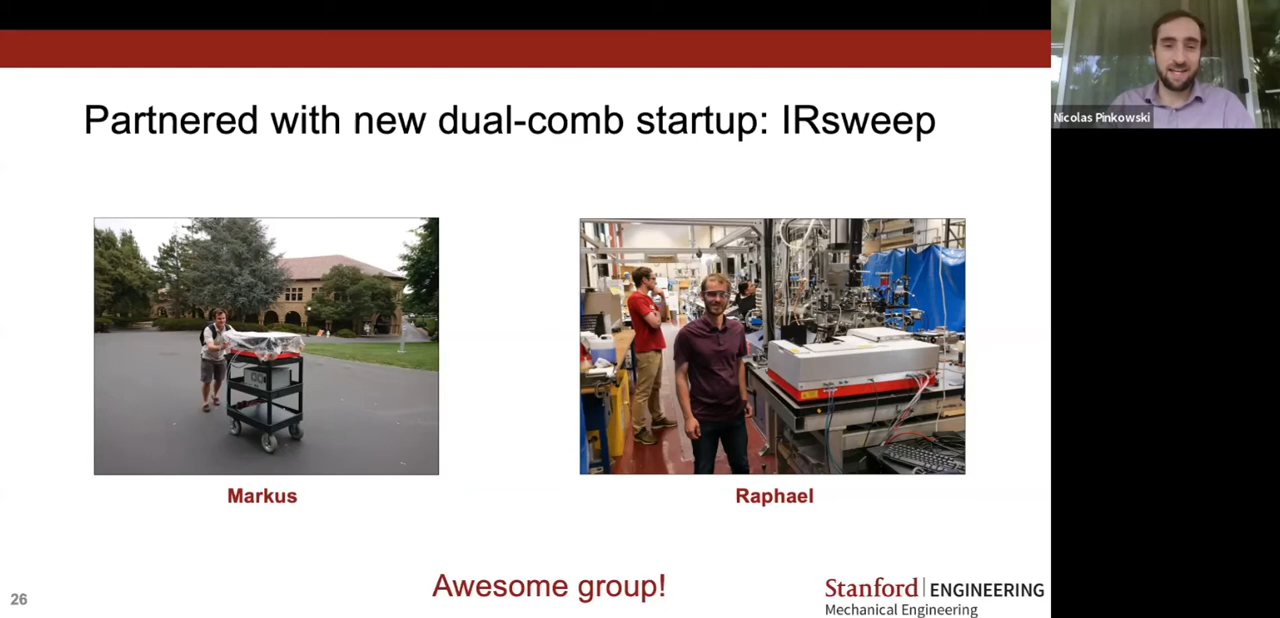 Partnered with new dual-comb startup: IRsweep
Nicolas Pinkowski
Markus
Raphael
Awesome group!
26
Stanford ENGINEERING
Mechanical Engineering